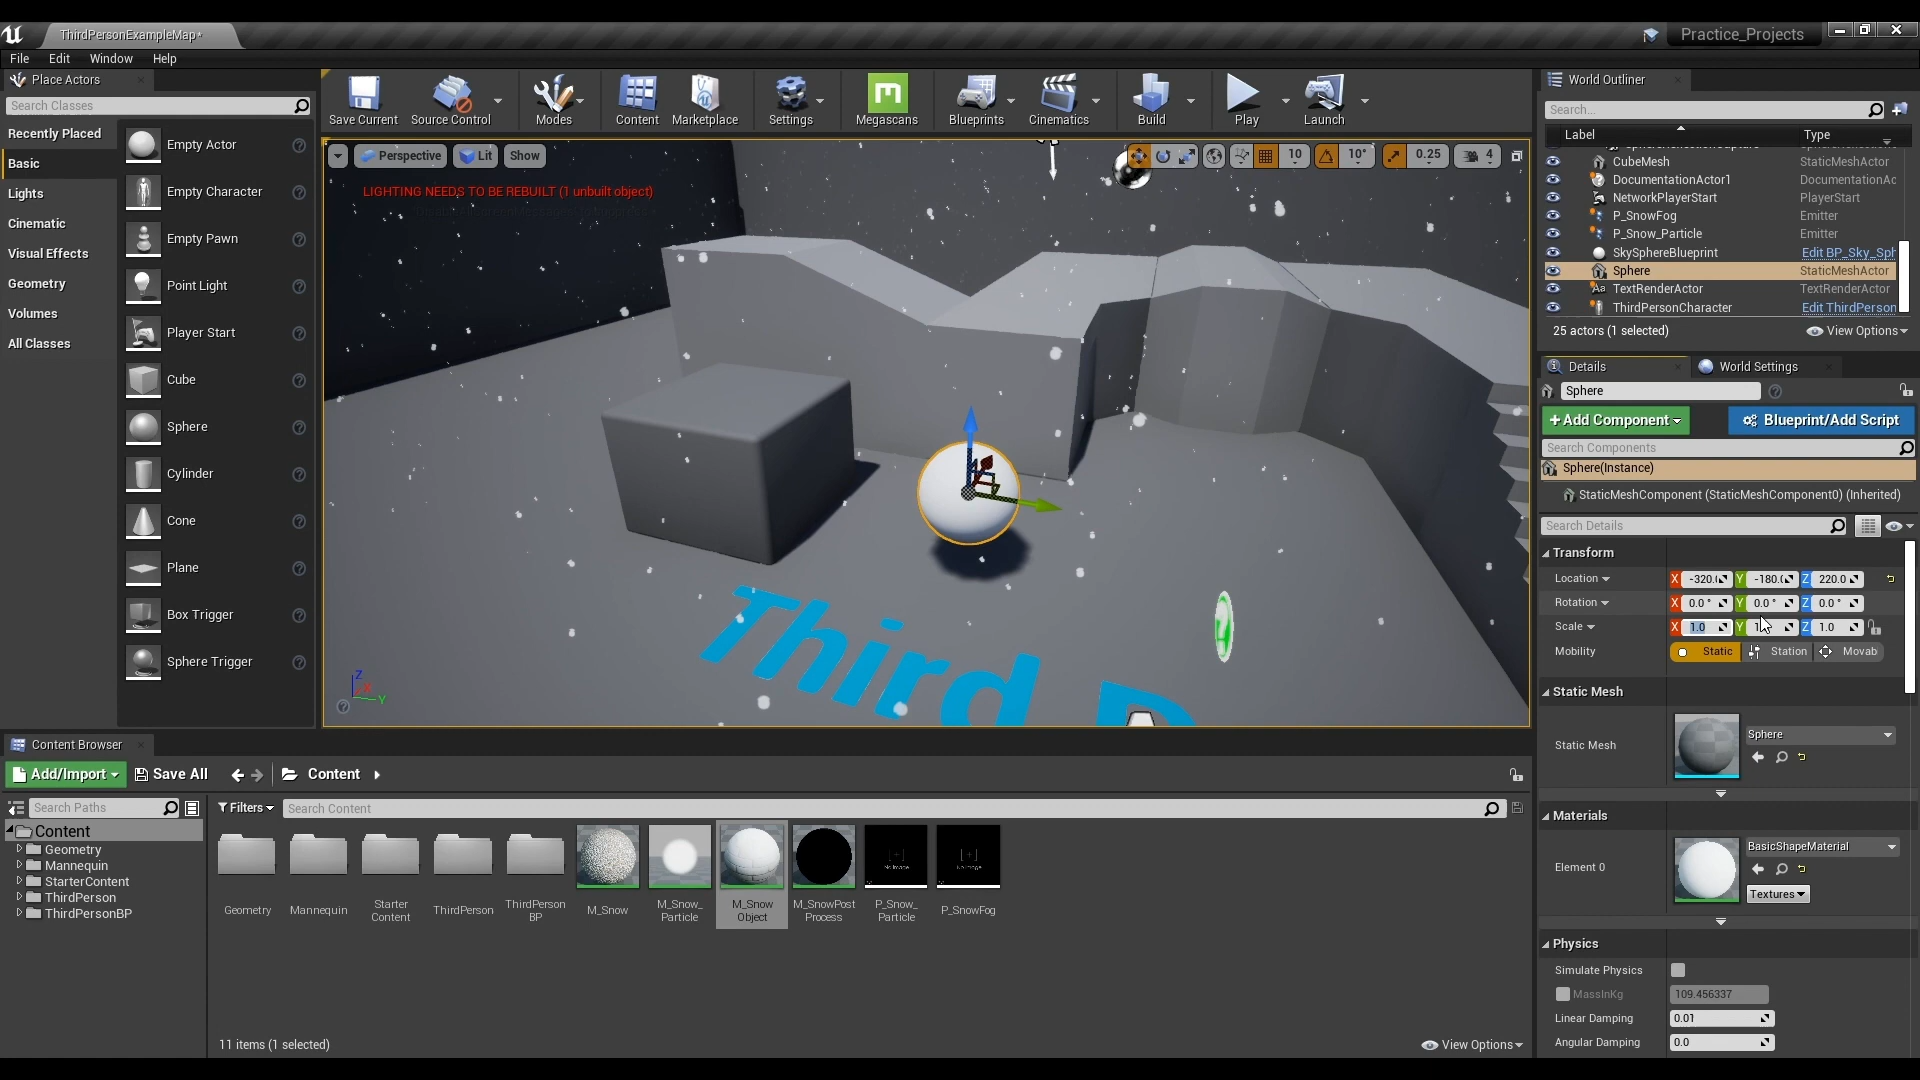 ThirdPersonExampleMap*
Practice_Projects
File Edit Window Help
Place Actors
Search Classes
Recently Placed
Basic
Lights
Cinematic
Visual Effects
Geometry
Volumes
All Classes
Empty Actor
Empty Character
Empty Pawn
Point Light
Player Start
Cube
Sphere
Cylinder
Cone
Plane
Box Trigger
Sphere Trigger
Save Current Source Control Modes Content Marketplace Settings Megascans Blueprints Cinematics Build Play Launch
Perspective Lit Show 10 10° 0.25 4
LIGHTING NEEDS TO BE REBUILT (1 unbuilt object)
Third
Z
Y
World Outliner
Search...
Label Type
CubeMesh StaticMeshActor
DocumentationActor1 DocumentationAc
NetworkPlayerStart PlayerStart
P_SnowFog Emitter
P_Snow_Particle Emitter
SkySphereBlueprint Edit BP_Sky_Sph
Sphere StaticMeshActor
TextRenderActor TextRenderActor
ThirdPersonCharacter Edit ThirdPerson
25 actors (1 selected) View Options
Details World Settings
Sphere
+Add Component Blueprint/Add Script
Search Components
Sphere(Instance)
StaticMeshComponent (StaticMeshComponent0) (Inherited)
Search Details
Transform
Location X -320.( Y -180.( Z 220.0
Rotation X 0.0 ° Y 0.0 ° Z 0.0 °
Scale X 1.0 Y Z 1.0
Mobility Static Station Movab
Static Mesh
Static Mesh Sphere
Materials
Element 0 BasicShapeMaterial
Textures
Physics
Simulate Physics
MassInKg 109.456337
Linear Damping 0.01
Angular Damping 0.0
Content Browser
Add/Import Save All Content
Search Paths Filters Search Content
Content
Geometry
Mannequin
StarterContent
ThirdPerson
ThirdPersonBP
Geometry
Mannequin
Starter
Content
ThirdPerson
ThirdPerson
BP
M_Snow
M_Snow_
Particle
M_Snow
Object
M_SnowPost
Process
P_Snow_
Particle
P_SnowFog
11 items (1 selected) View Options